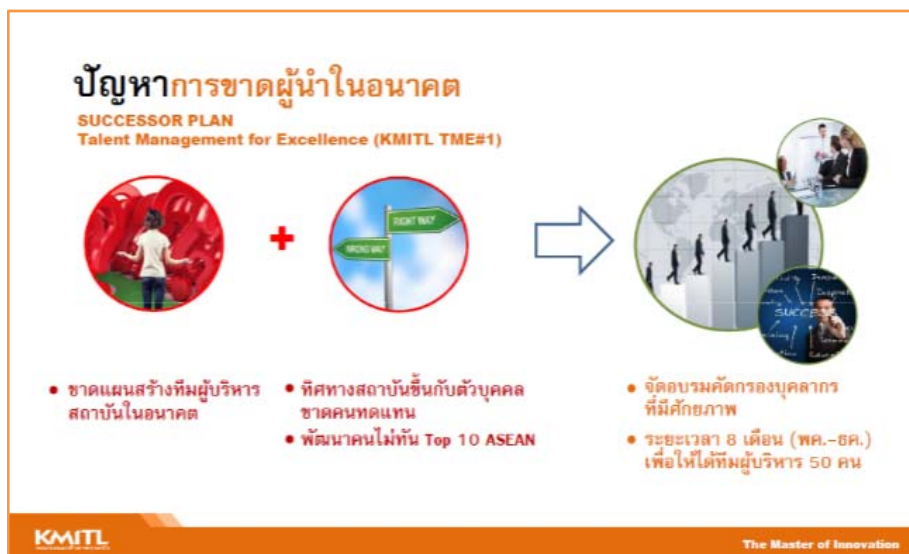 ปัญหาการขาดผู้นำในอนาคต
SUCCESSOR PLAN
Talent Management for Excellence (KMITL TME#1)
RIGHT WAY
WRONG WAY
+
SUCCESS
• ขาดแผนสร้างทีมผู้บริหาร
สถาบันในอนาคต
• ทิศทางสถาบันขึ้นกับตัวบุคคล
ขาดคนทดแทน
• พัฒนาคนไม่ทัน Top 10 ASEAN
• จัดอบรมคัดกรองบุคลากร
ที่มีศักยภาพ
• ระยะเวลา 8 เดือน (พค.-ธค.)
เพื่อให้ได้ทีมผู้บริหาร 50 คน
KMITL
The Master of Innovation